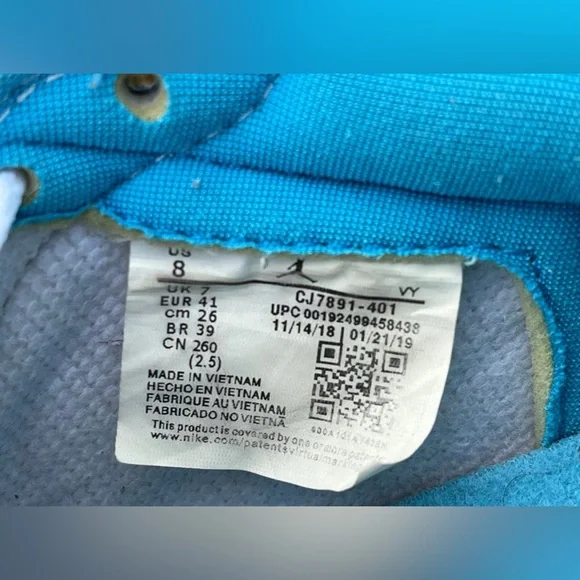 US
8
UK 7
EUR 41
cm 26
BR 39
CN 260
(2.5)
VY
CJ7891-401
UPC 00192499458438
11/14/18 | 01/21/19
MADE IN VIETNAM
HECHO EN VIETNAM
FABRIQUE AU VIETNAM
FABRICADO NO VIETNÃ
This product is covered by one or more patents
www.nike.com/patentsvirtualmarking